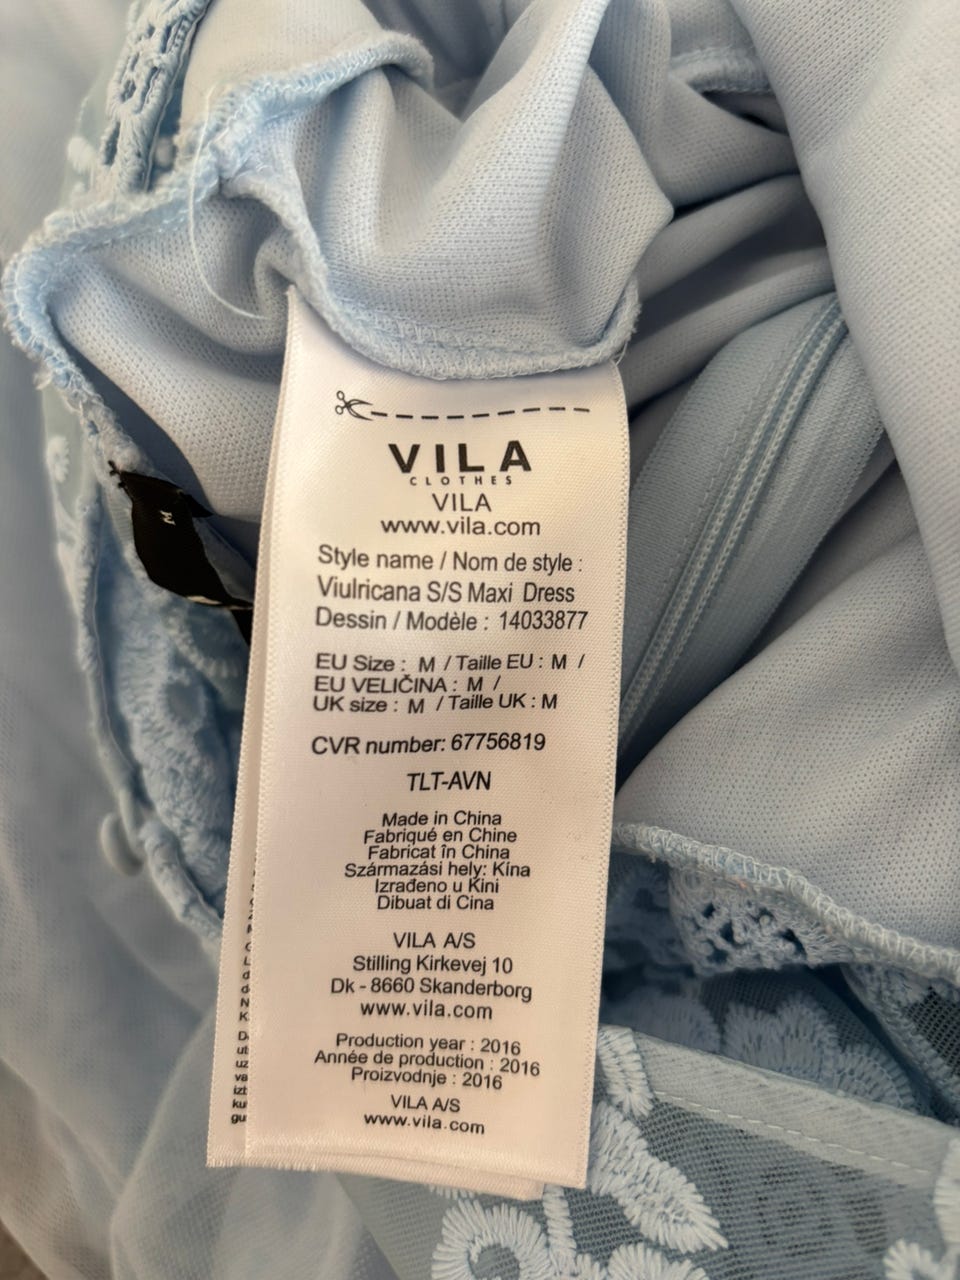 VILA
CLOTHES
VILA
www.vila.com
Style name / Nom de style :
Viulricana S/S Maxi Dress
Dessin / Modèle : 14033877
EU Size : M / Taille EU : M /
EU VELIČINA : M /
UK size : M / Taille UK : M
CVR number: 67756819
TLT-AVN
Made in China
Fabriqué en Chine
Fabricat în China
Származási hely: Kína
Izrađeno u Kini
Dibuat di Cina
VILA A/S
Stilling Kirkevej 10
Dk - 8660 Skanderborg
www.vila.com
Production year : 2016
Année de production : 2016
Proizvodnje : 2016
VILA A/S
www.vila.com
M